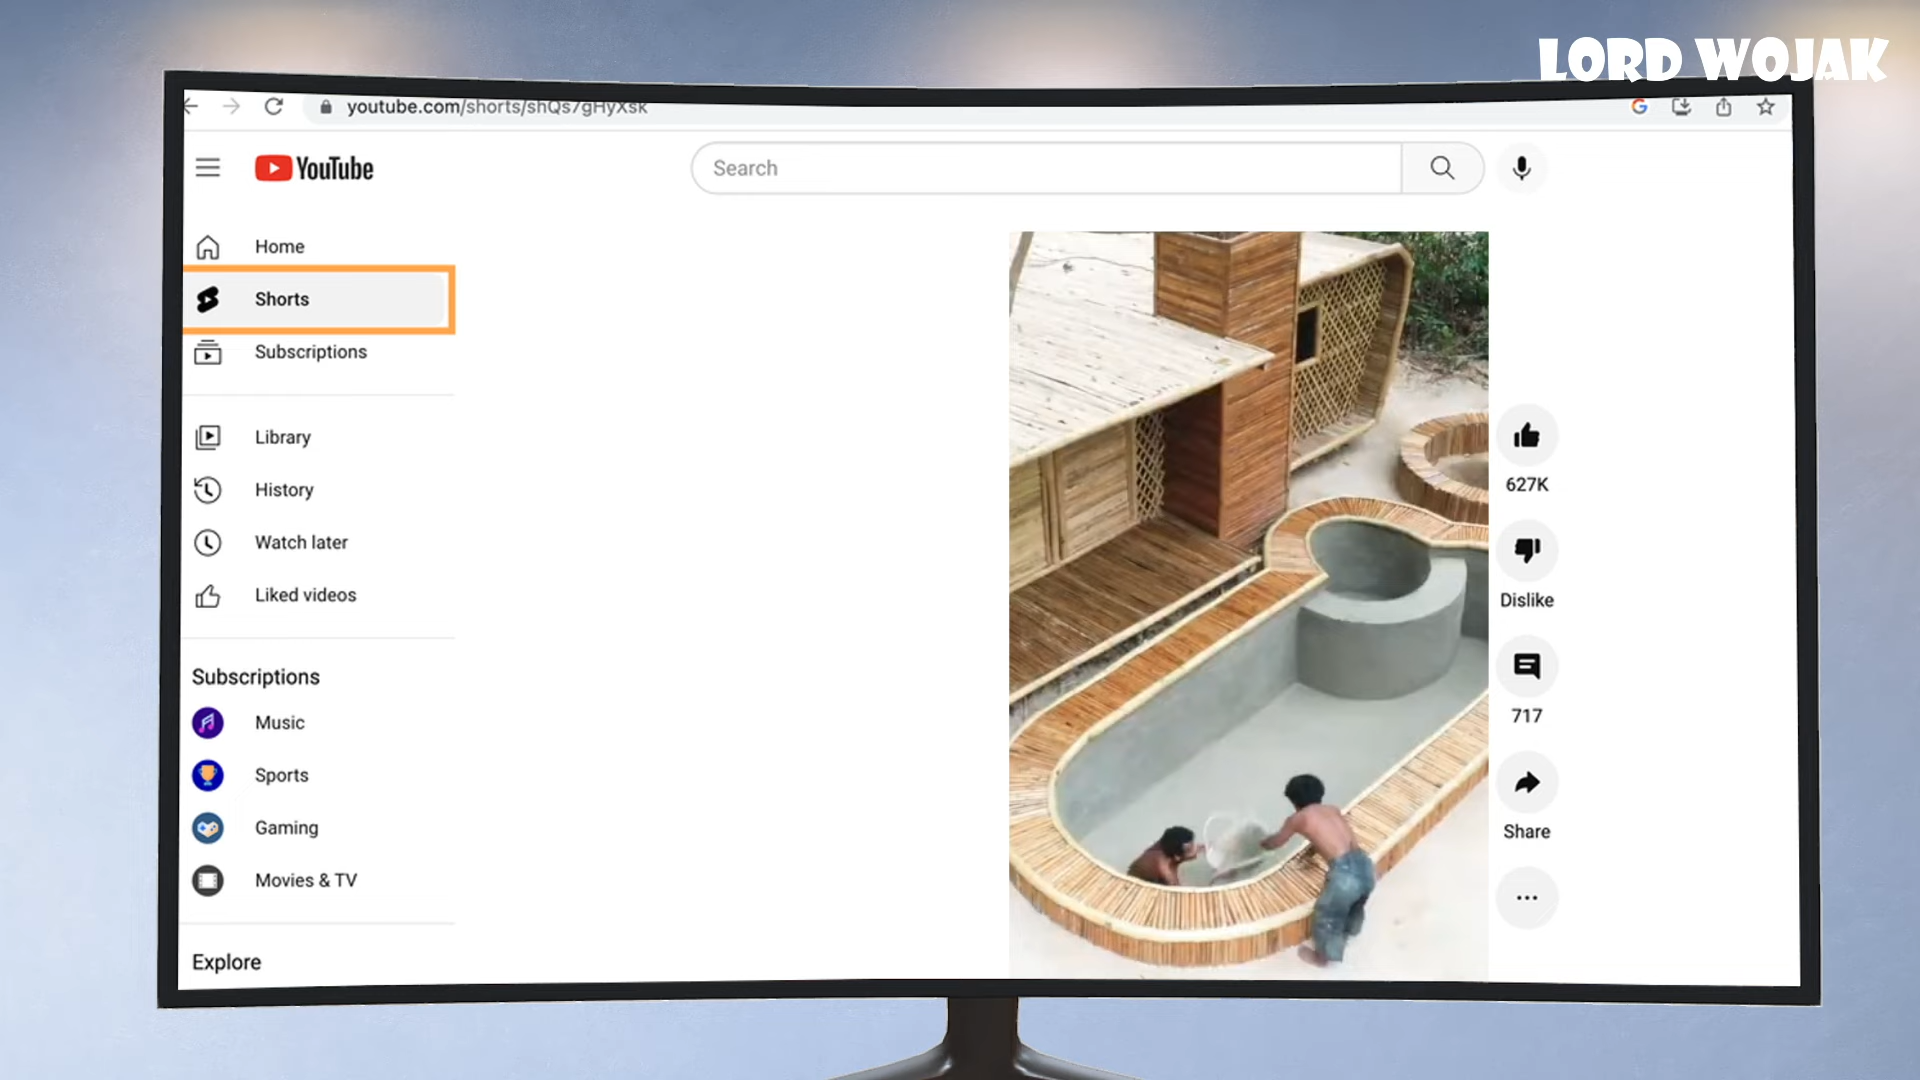 LORD WOJAK
youtube.com/shorts/shQs7gHyXsk
YouTube
Search
Home
Shorts
Subscriptions
Library
History
Watch later
Liked videos
Subscriptions
Music
Sports
Gaming
Movies & TV
Explore
627K
Dislike
717
Share